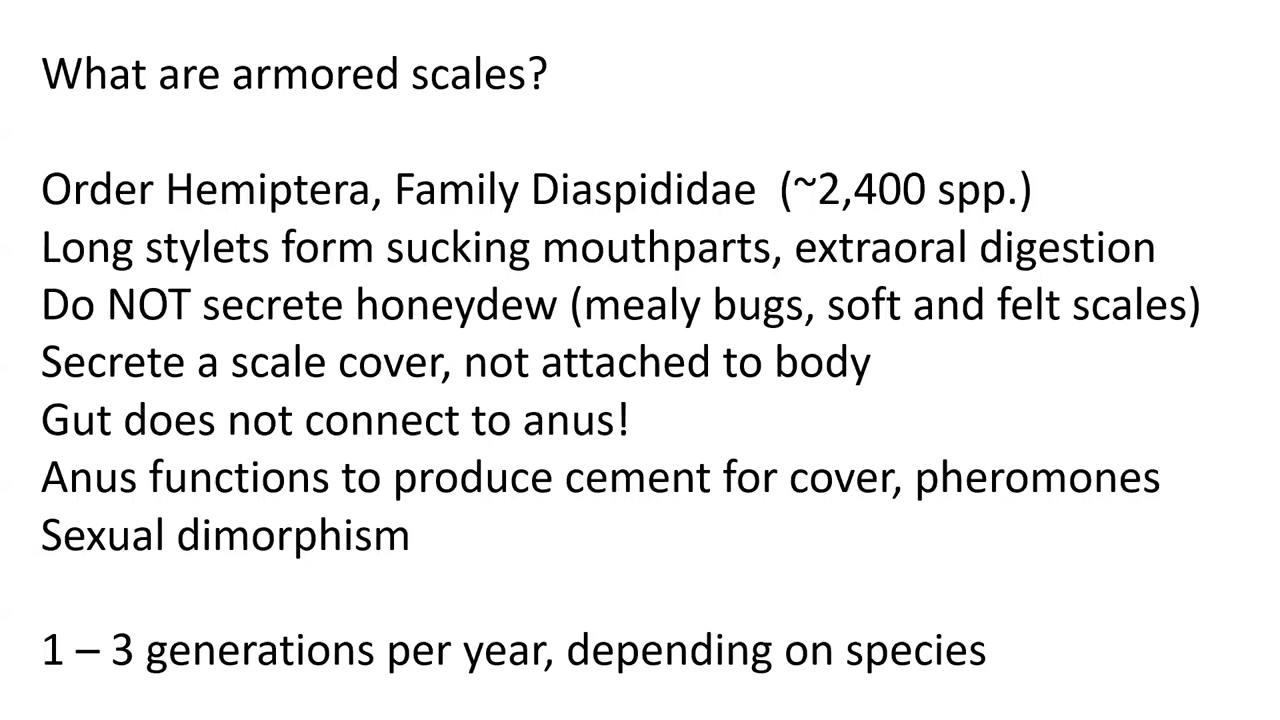 What are armored scales?
Order Hemiptera, Family Diaspididae  (~2,400 spp.)
Long stylets form sucking mouthparts, extraoral digestion
Do NOT secrete honeydew (mealy bugs, soft and felt scales)
Secrete a scale cover, not attached to body
Gut does not connect to anus!
Anus functions to produce cement for cover, pheromones
Sexual dimorphism
1 – 3 generations per year, depending on species